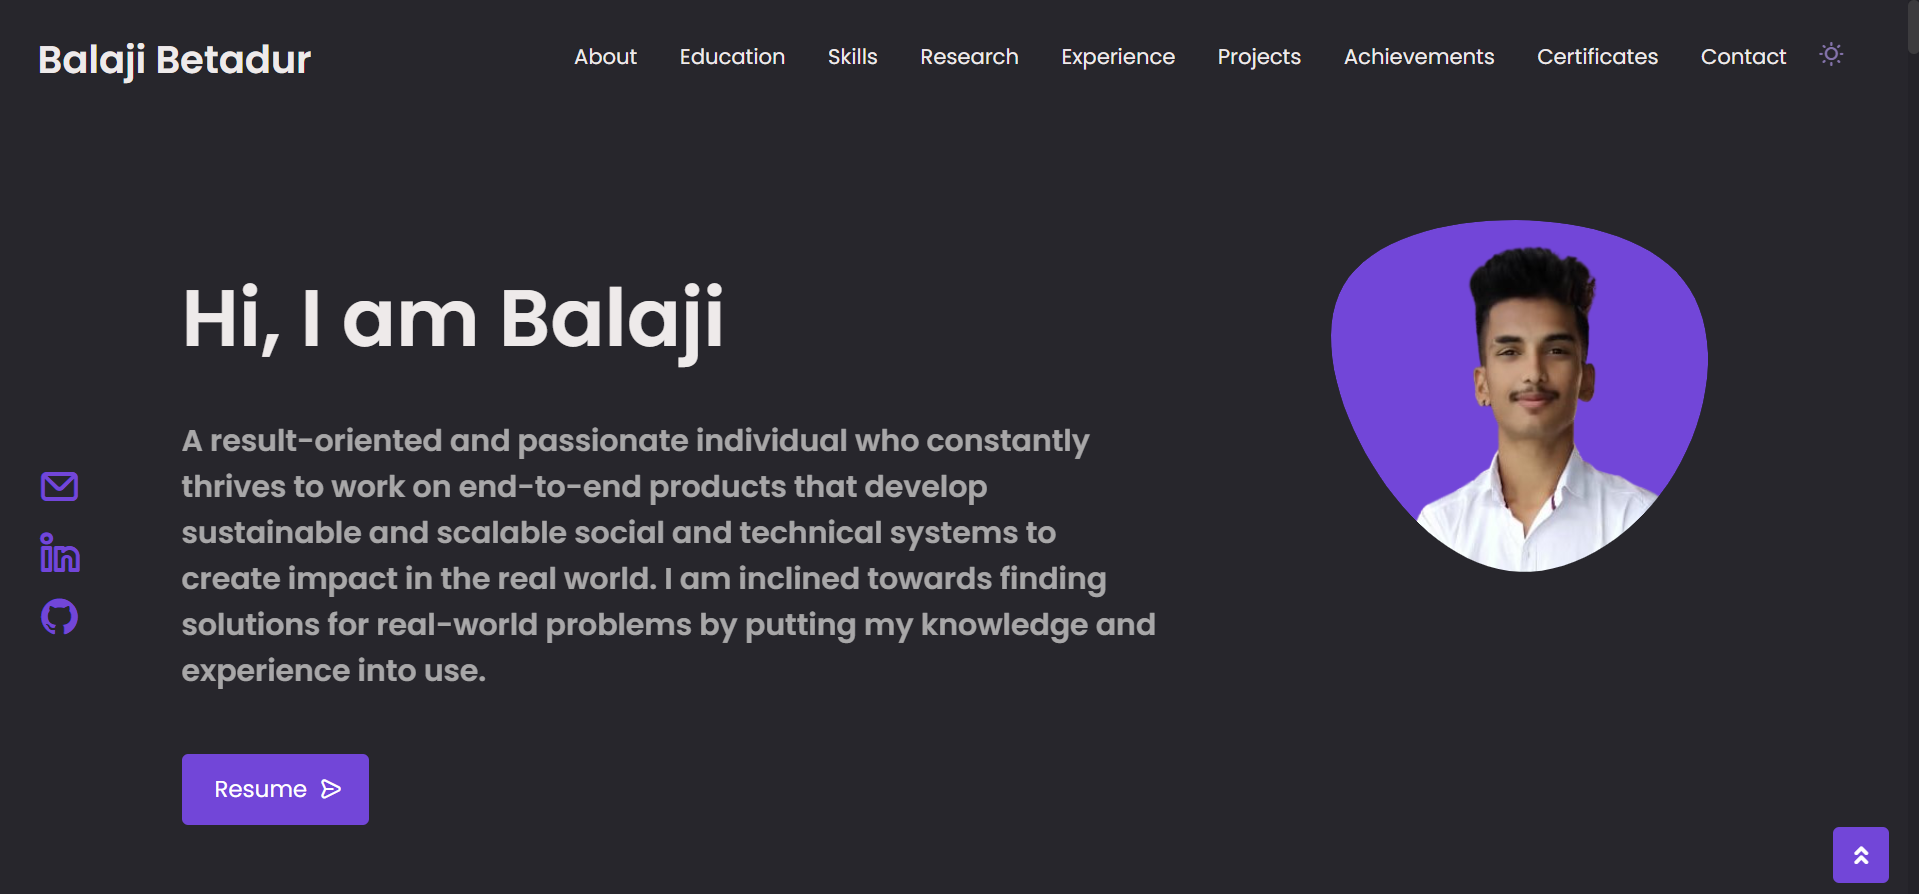 Balaji Betadur
About Education Skills Research Experience Projects Achievements Certificates Contact
Hi, I am Balaji
A result-oriented and passionate individual who constantly
thrives to work on end-to-end products that develop
sustainable and scalable social and technical systems to
create impact in the real world. I am inclined towards finding
solutions for real-world problems by putting my knowledge and
experience into use.
Resume